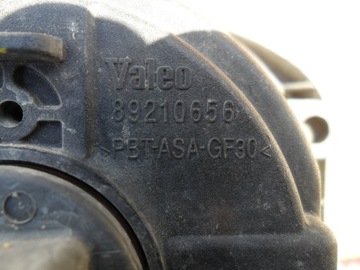 Valeo
89210656
>PBT-ASA-GF30<